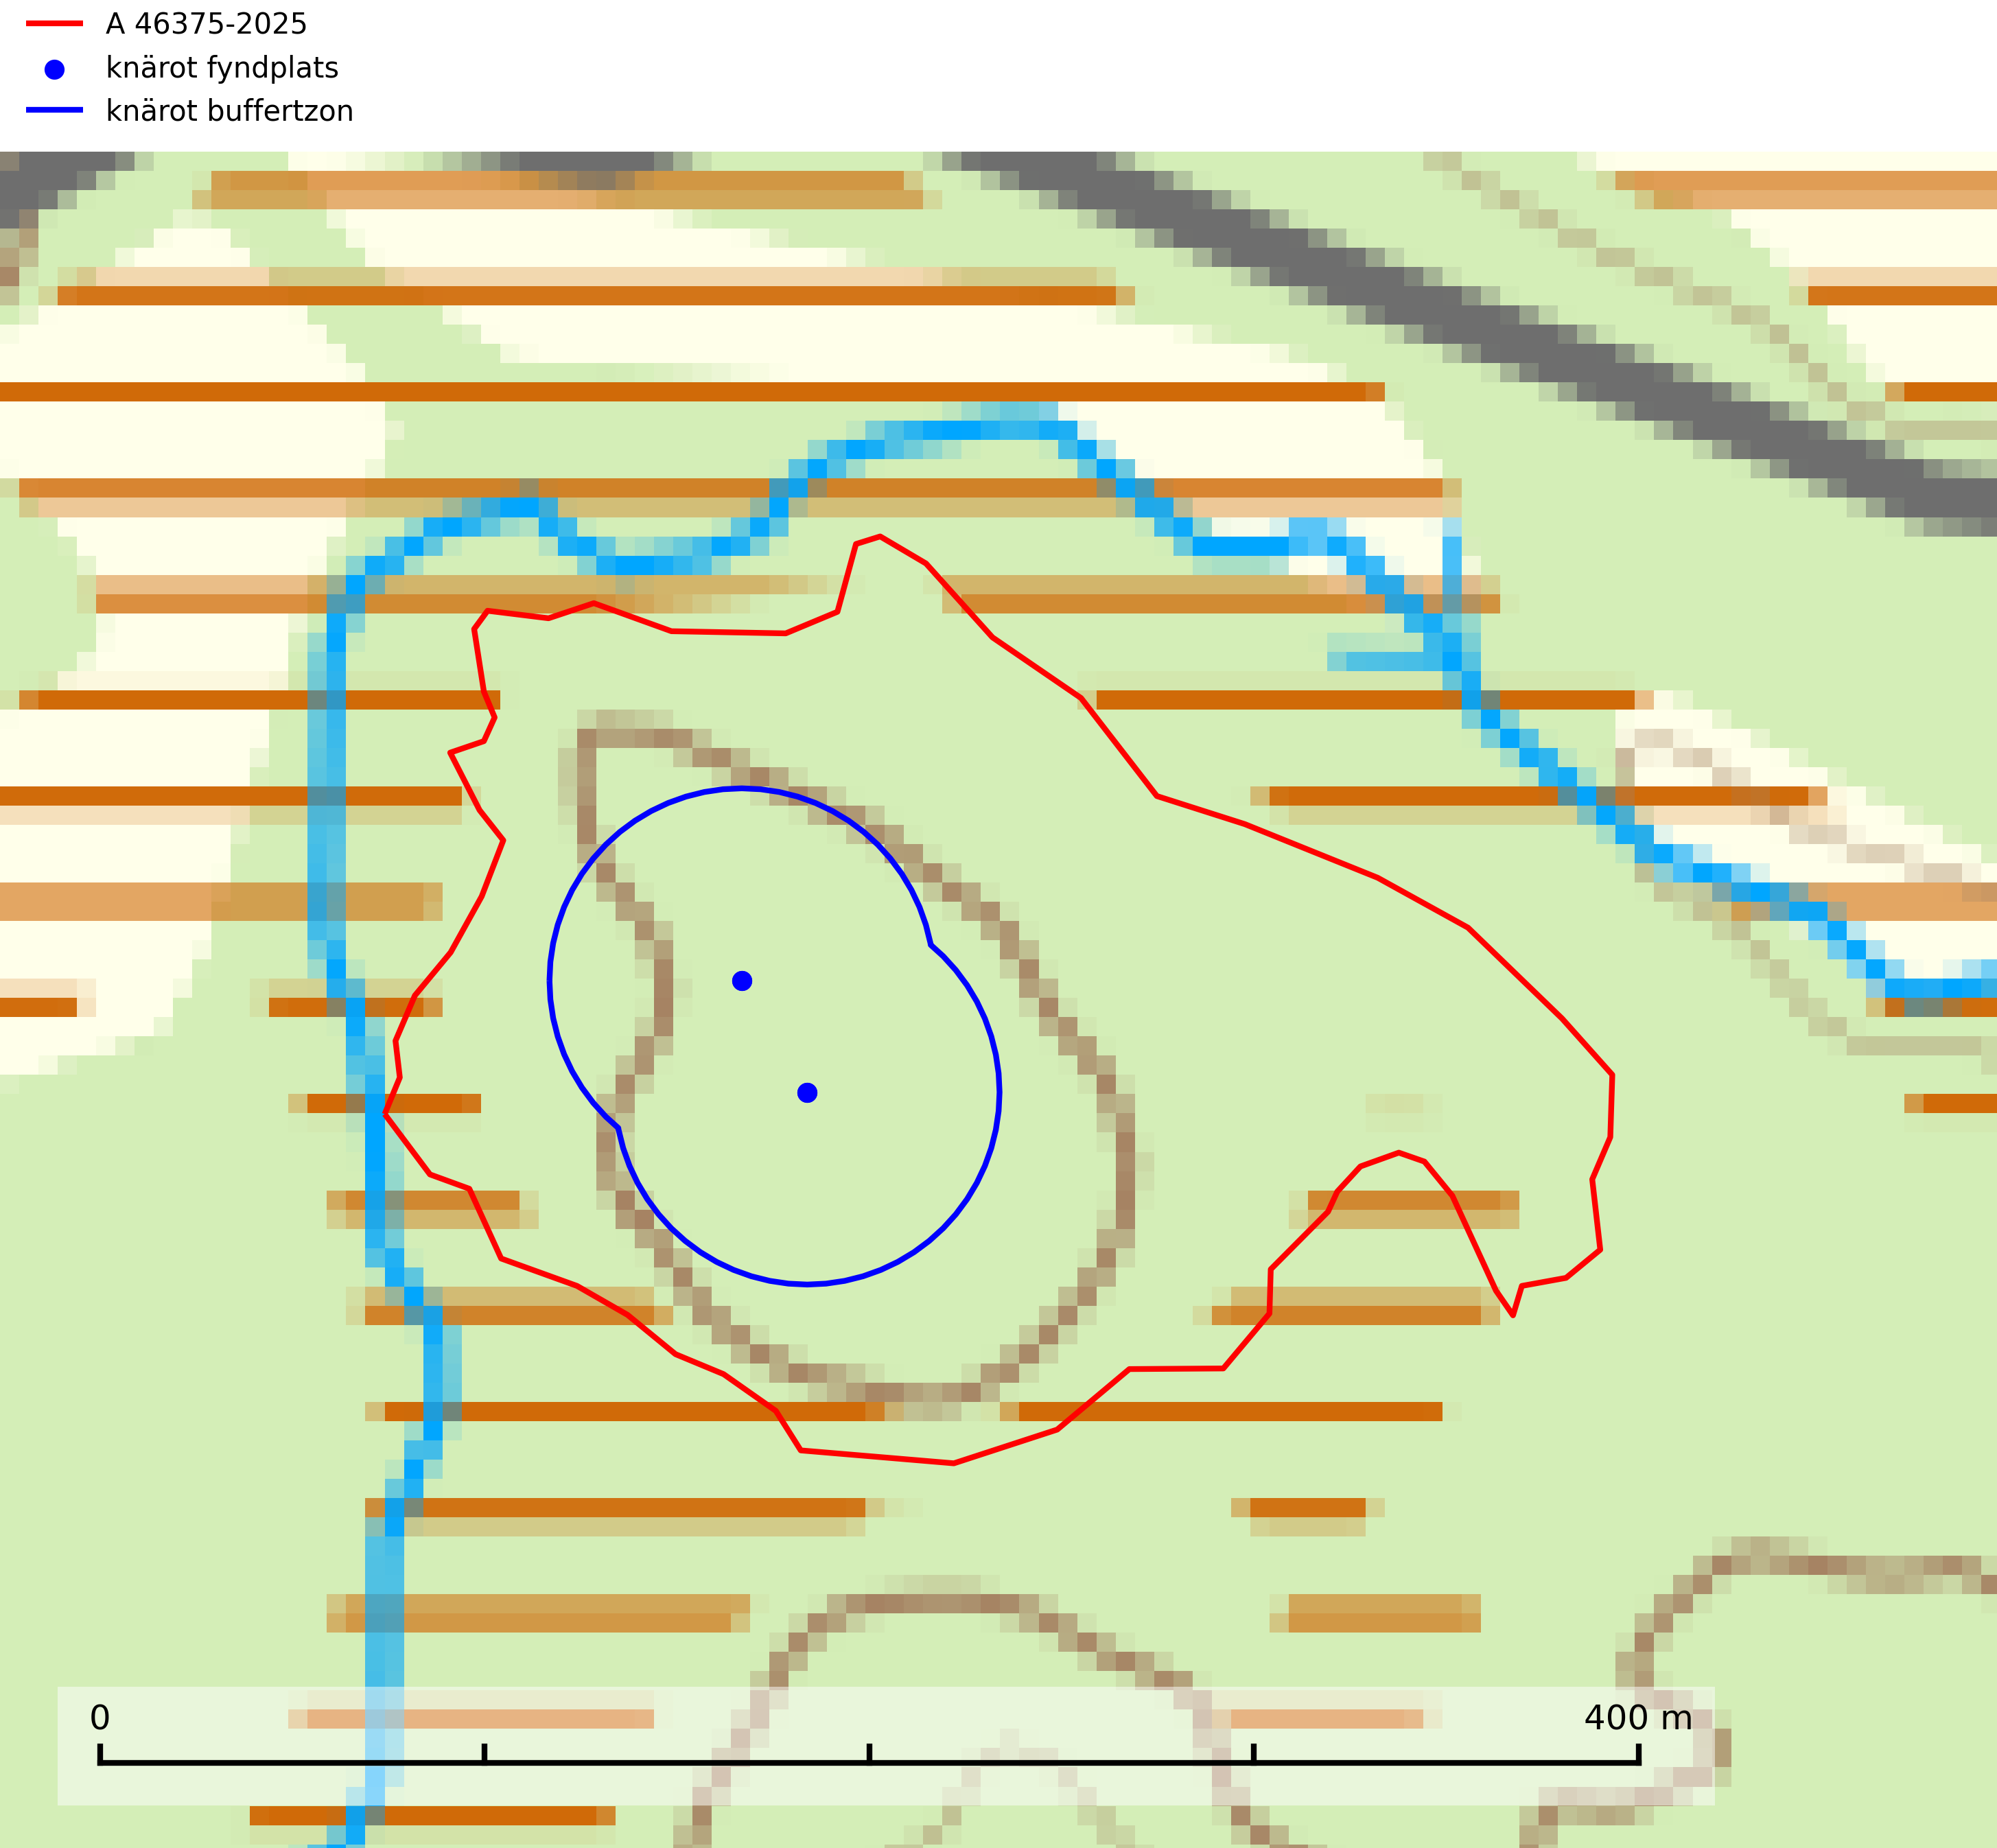 A 46375-2025
knärot fyndplats
knärot buffertzon
0
400 m